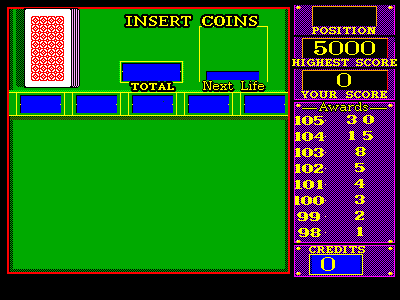 INSERT COINS
TOTAL
Next Life
POSITION
5000
HIGHEST SCORE
0
YOUR SCORE
Awards
105 30
104 15
103 8
102 5
101 4
100 3
99 2
98 1
CREDITS
0